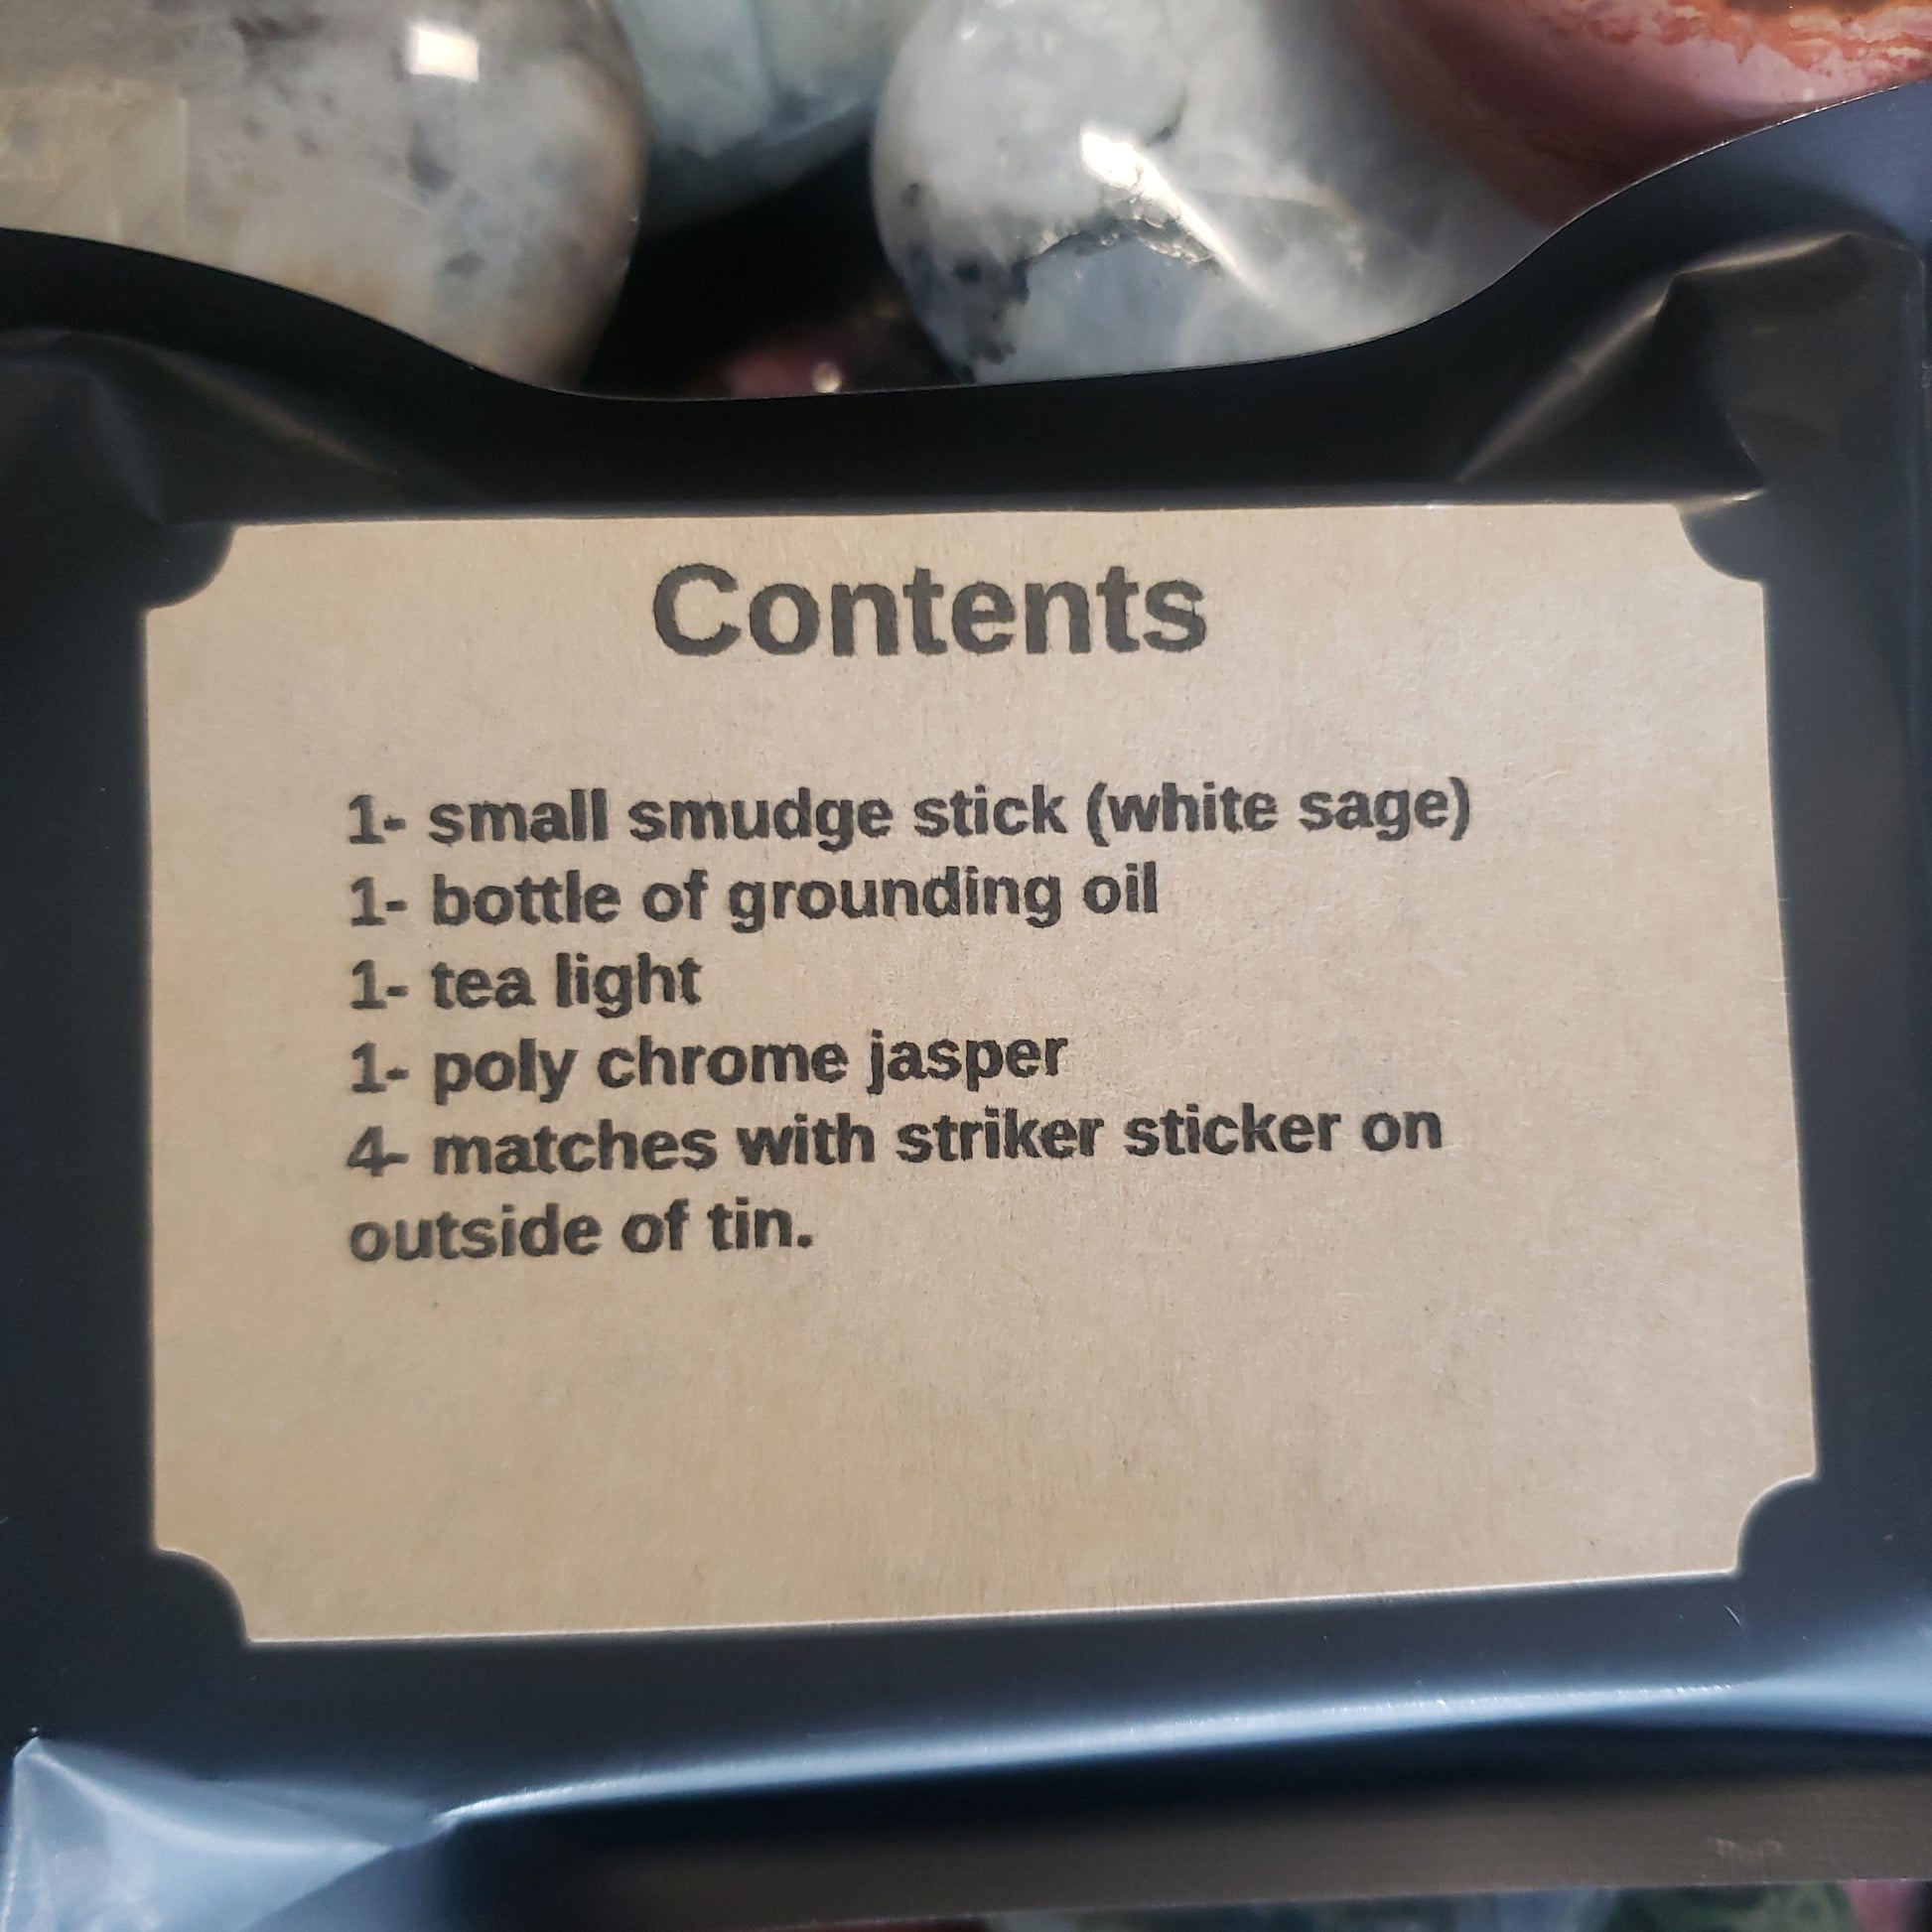 Contents
1- small smudge stick (white sage)
1- bottle of grounding oil
1- tea light
1- poly chrome jasper
4- matches with striker sticker on
outside of tin.